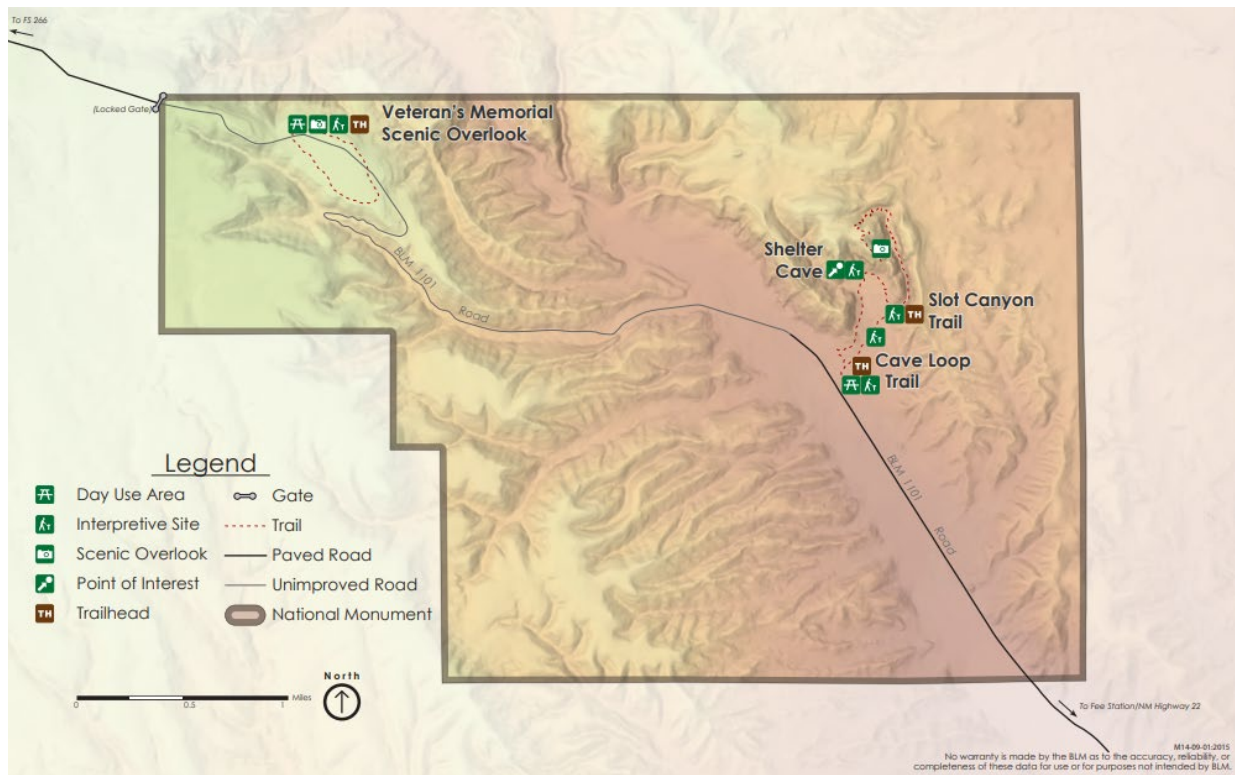 To FS 266
(Locked Gate)
Veteran's Memorial
Scenic Overlook
TH
BLM 1101
Road
Shelter
Cave
Slot Canyon
Trail
TH
TH
Cave Loop
Trail
BLM 1101
Road
Legend
Day Use Area
Gate
Interpretive Site
Trail
Scenic Overlook
Paved Road
Point of Interest
Unimproved Road
TH
Trailhead
National Monument
North
0
0.5
1
Miles
To Fee Station/NM Highway 22
M14-09-01:2015
No warranty is made by the BLM as to the accuracy, reliability, or
completeness of these data for use or for purposes not intended by BLM.